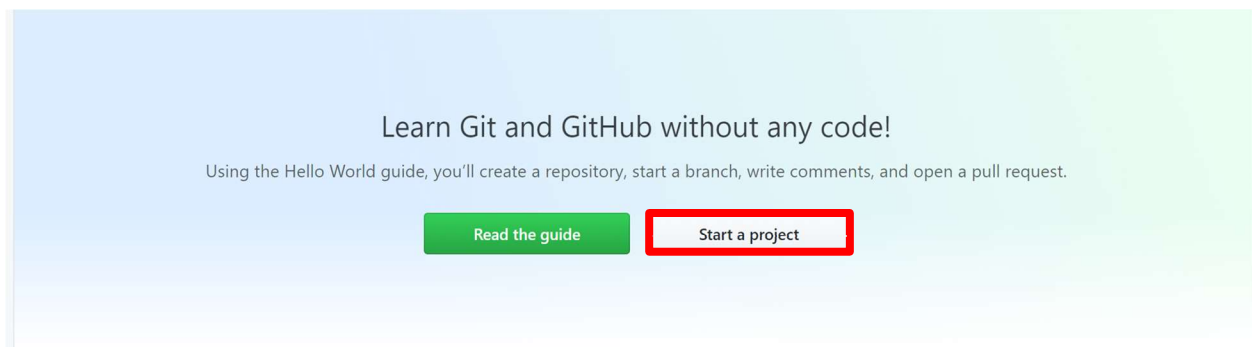 Learn Git and GitHub without any code!
Using the Hello World guide, you’ll create a repository, start a branch, write comments, and open a pull request.
Read the guide
Start a project